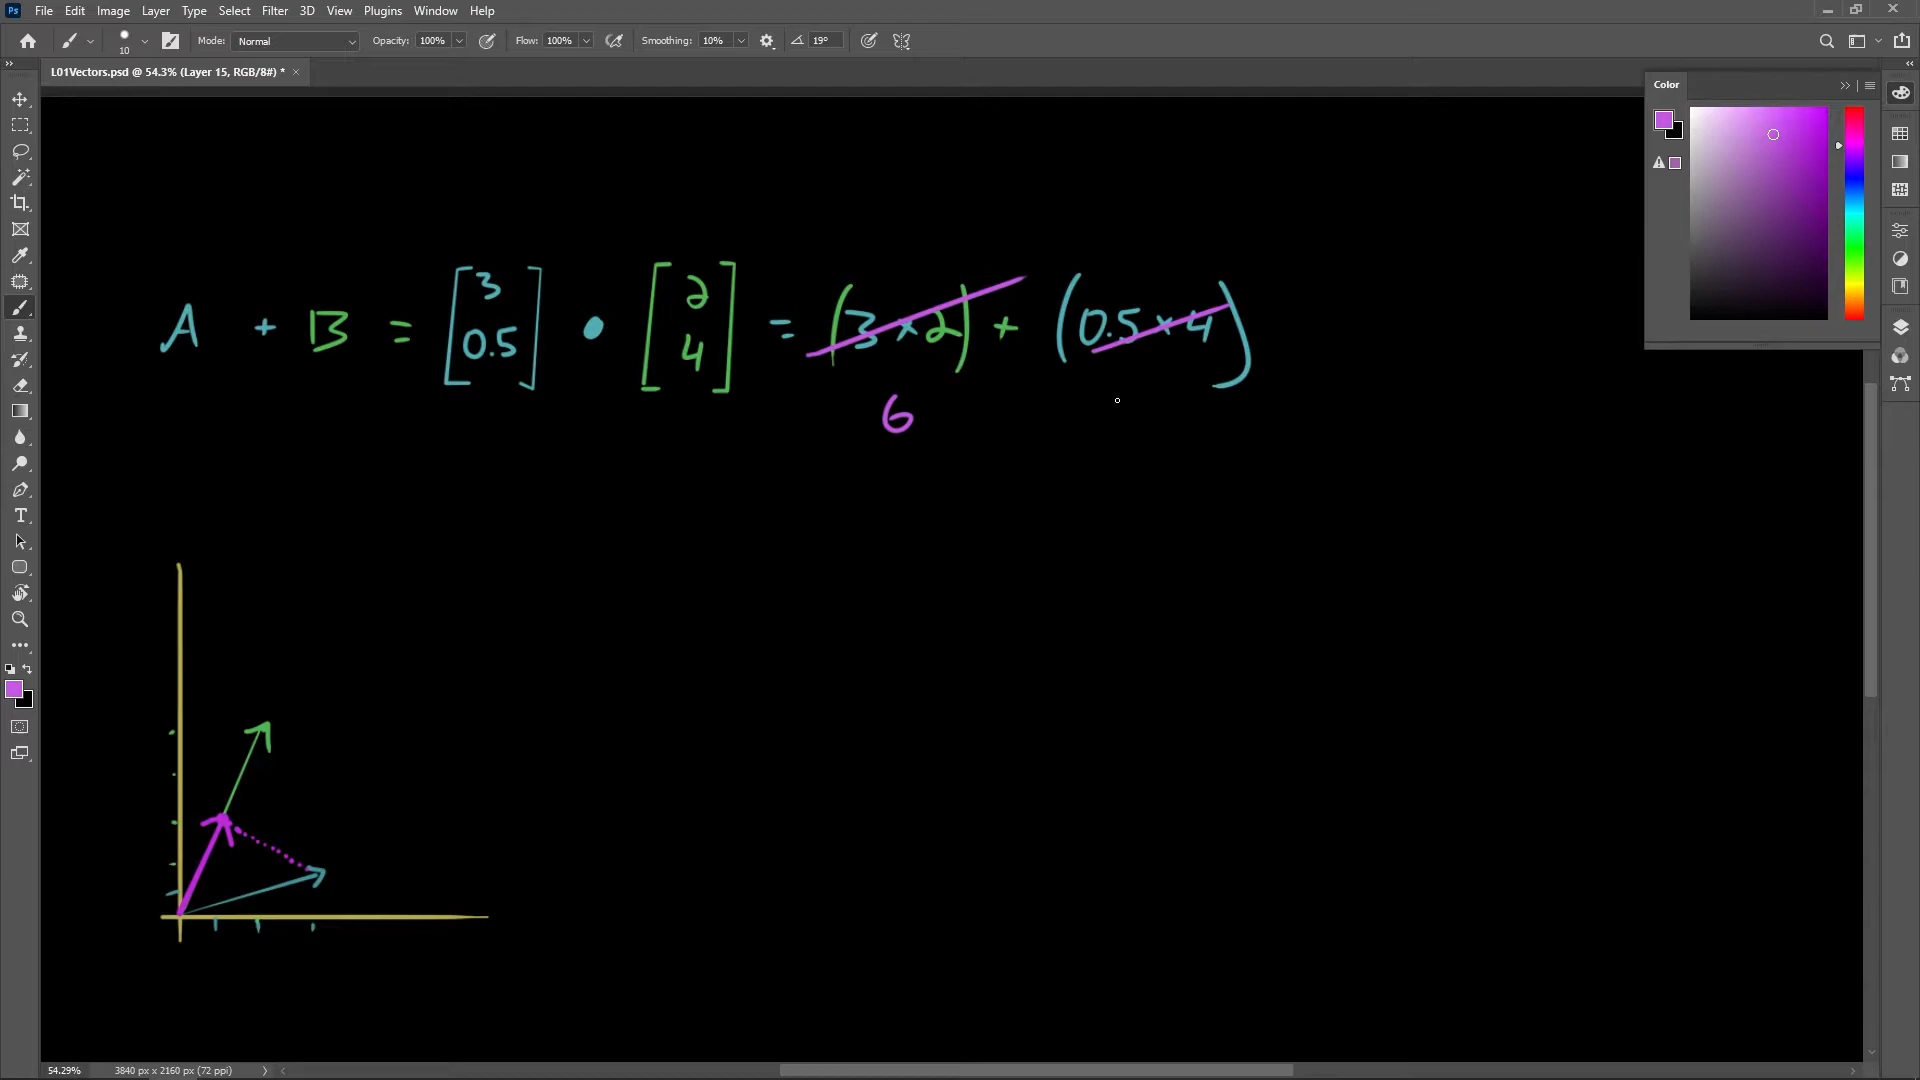 Ps File Edit Image Layer Type Select Filter 3D View Plugins Window Help
10 Mode: Normal Opacity: 100% Flow: 100% Smoothing: 10% 19°
L01Vectors.psd @ 54.3% (Layer 15, RGB/8#) * ×
Color
A + B = [3 0.5] • [2 4] = (3 × 2) + (0.5 × 4)
6
54.29% 3840 px x 2160 px (72 ppi)